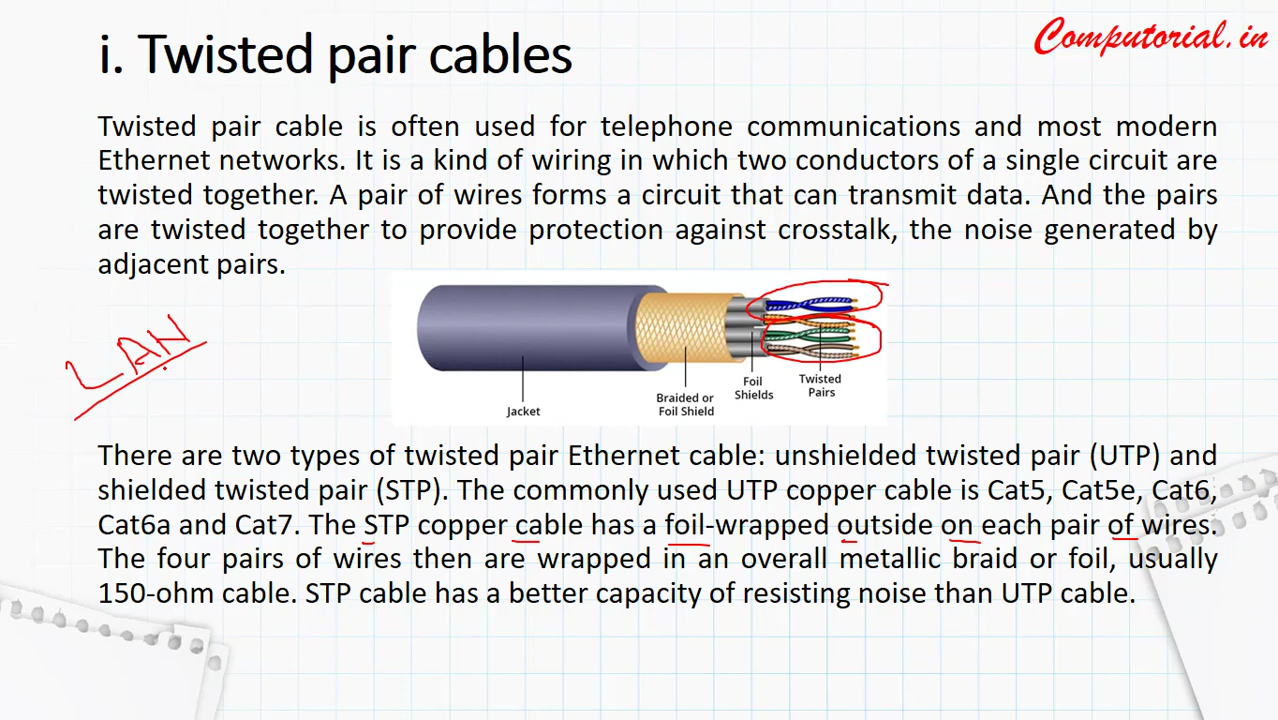 i. Twisted pair cables
Computorial.in
Twisted pair cable is often used for telephone communications and most modern
Ethernet networks. It is a kind of wiring in which two conductors of a single circuit are
twisted together. A pair of wires forms a circuit that can transmit data. And the pairs
are twisted together to provide protection against crosstalk, the noise generated by
adjacent pairs.
LAN
Jacket
Braided or
Foil Shield
Foil
Shields
Twisted
Pairs
There are two types of twisted pair Ethernet cable: unshielded twisted pair (UTP) and
shielded twisted pair (STP). The commonly used UTP copper cable is Cat5, Cat5e, Cat6,
Cat6a and Cat7. The STP copper cable has a foil-wrapped outside on each pair of wires.
The four pairs of wires then are wrapped in an overall metallic braid or foil, usually
150-ohm cable. STP cable has a better capacity of resisting noise than UTP cable.